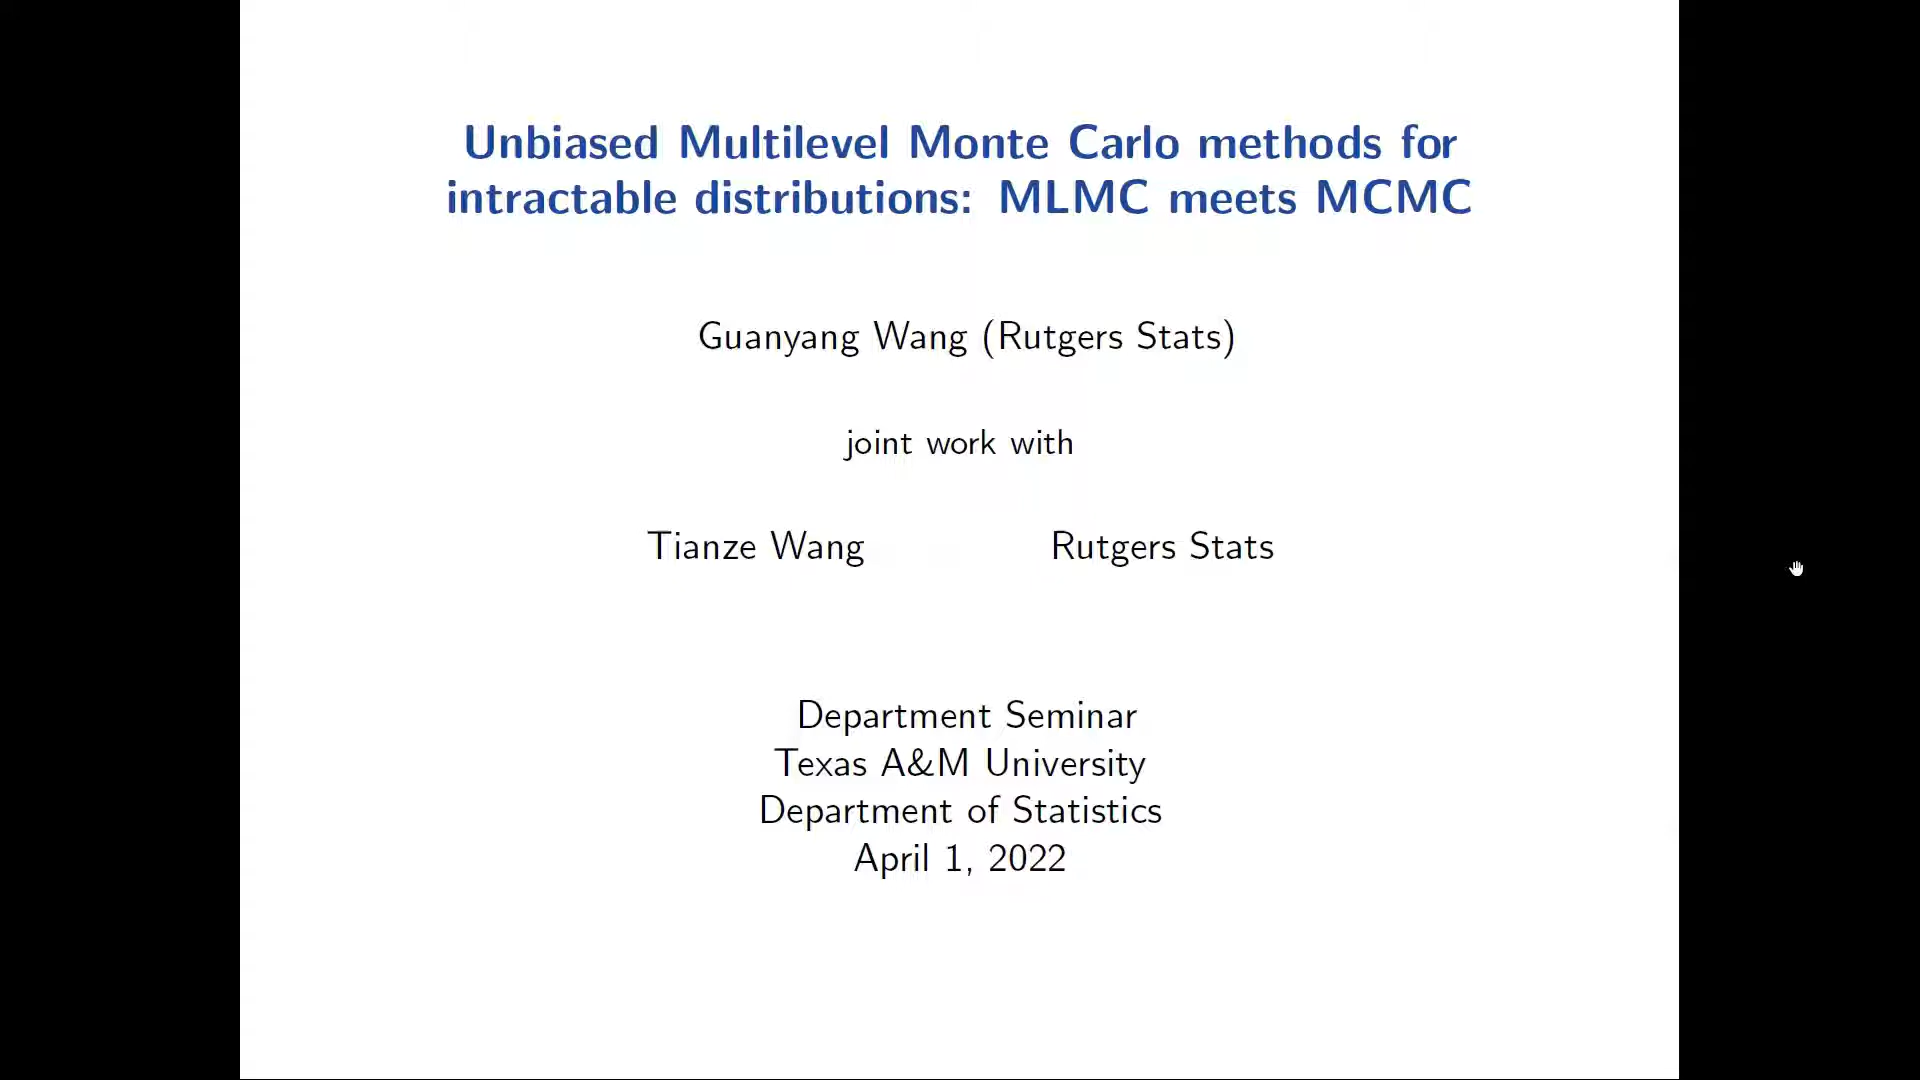 Unbiased Multilevel Monte Carlo methods for
intractable distributions: MLMC meets MCMC
Guanyang Wang (Rutgers Stats)
joint work with
Tianze Wang Rutgers Stats
Department Seminar
Texas A&M University
Department of Statistics
April 1, 2022